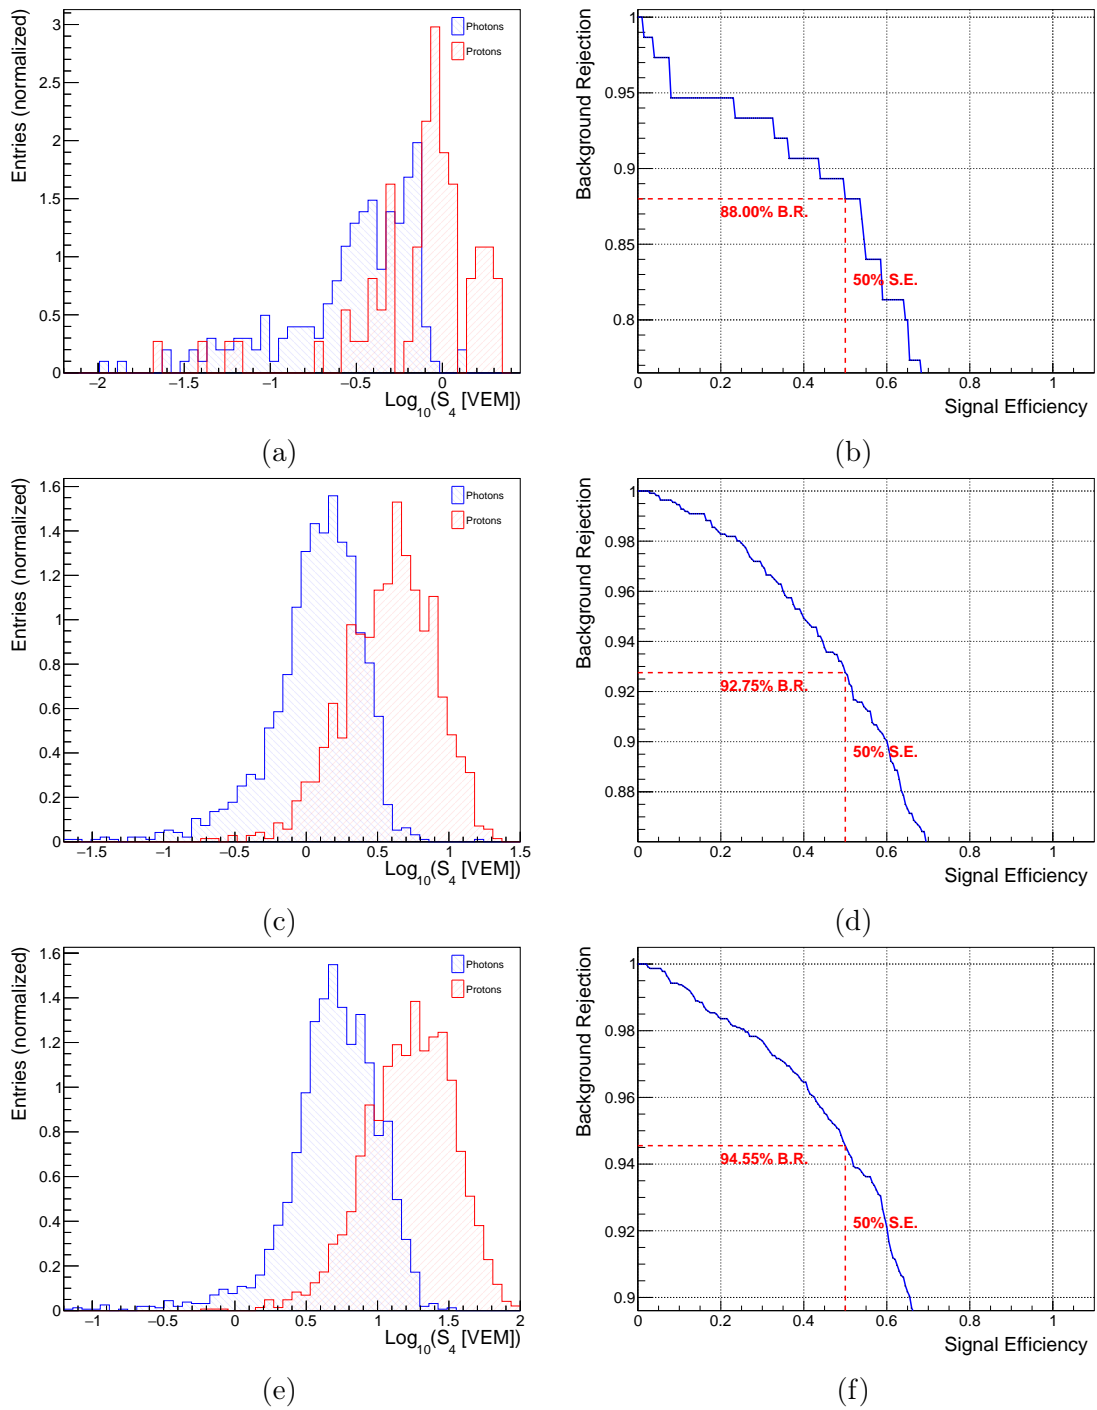 Entries (normalized)
3
2.5
2
1.5
1
0.5
0
Photons
Protons
−2 −1.5 −1 −0.5 0
Log10(S4 [VEM])
(a)
Background Rejection
1
0.95
0.9
0.85
0.8
88.00% B.R.
50% S.E.
0 0.2 0.4 0.6 0.8 1
Signal Efficiency
(b)
Entries (normalized)
1.6
1.4
1.2
1
0.8
0.6
0.4
0.2
0
Photons
Protons
−1.5 −1 −0.5 0 0.5 1 1.5
Log10(S4 [VEM])
(c)
Background Rejection
1
0.98
0.96
0.94
0.92
0.9
0.88
92.75% B.R.
50% S.E.
0 0.2 0.4 0.6 0.8 1
Signal Efficiency
(d)
Entries (normalized)
1.6
1.4
1.2
1
0.8
0.6
0.4
0.2
0
Photons
Protons
−1 −0.5 0 0.5 1 1.5 2
Log10(S4 [VEM])
(e)
Background Rejection
1
0.98
0.96
0.94
0.92
0.9
94.55% B.R.
50% S.E.
0 0.2 0.4 0.6 0.8 1
Signal Efficiency
(f)